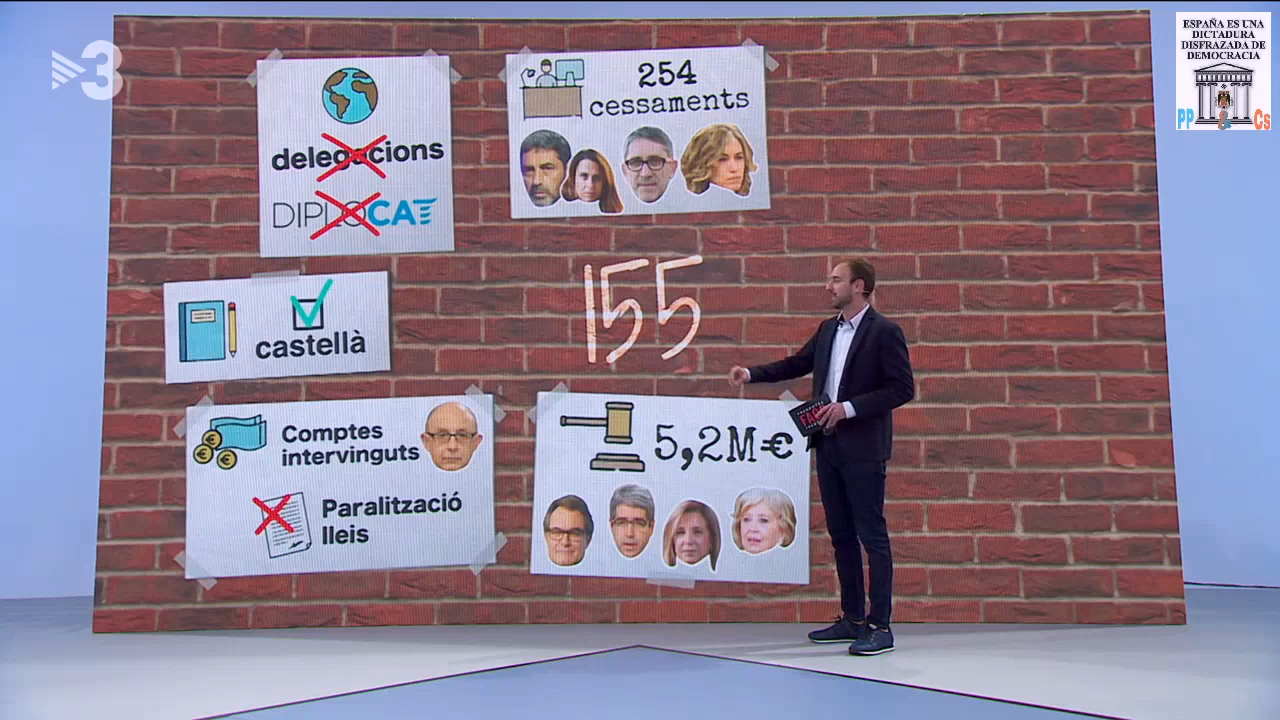 3
ESPAÑA ES UNA
DICTADURA
DISFRAZADA DE
DEMOCRACIA
PP
Cs
delegacions
DIPLOCAT
254
cessaments
155
castellà
Comptes
intervinguts
Paralització
lleis
5,2M€